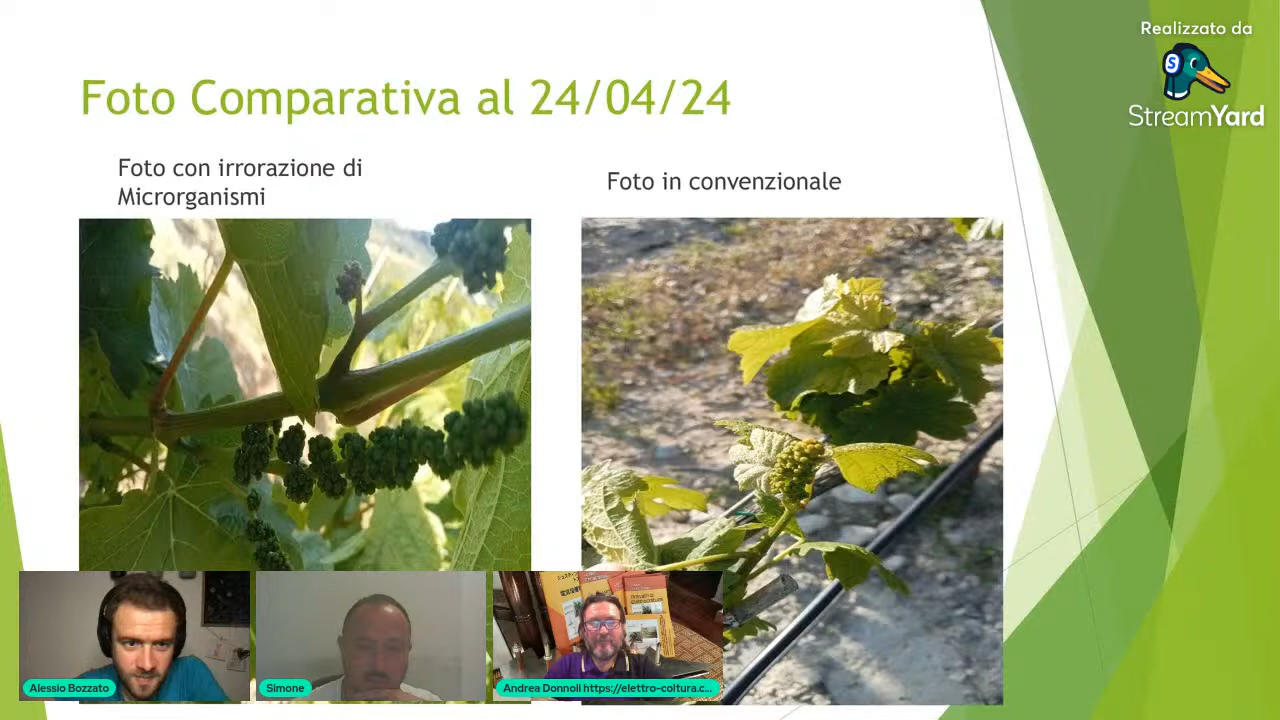 Realizzato da
StreamYard
Foto Comparativa al 24/04/24
Foto con irrorazione di
Microrganismi
Foto in convenzionale
Alessio Bozzato
Simone
Andrea Donnoli https://elettro-coltura.c...